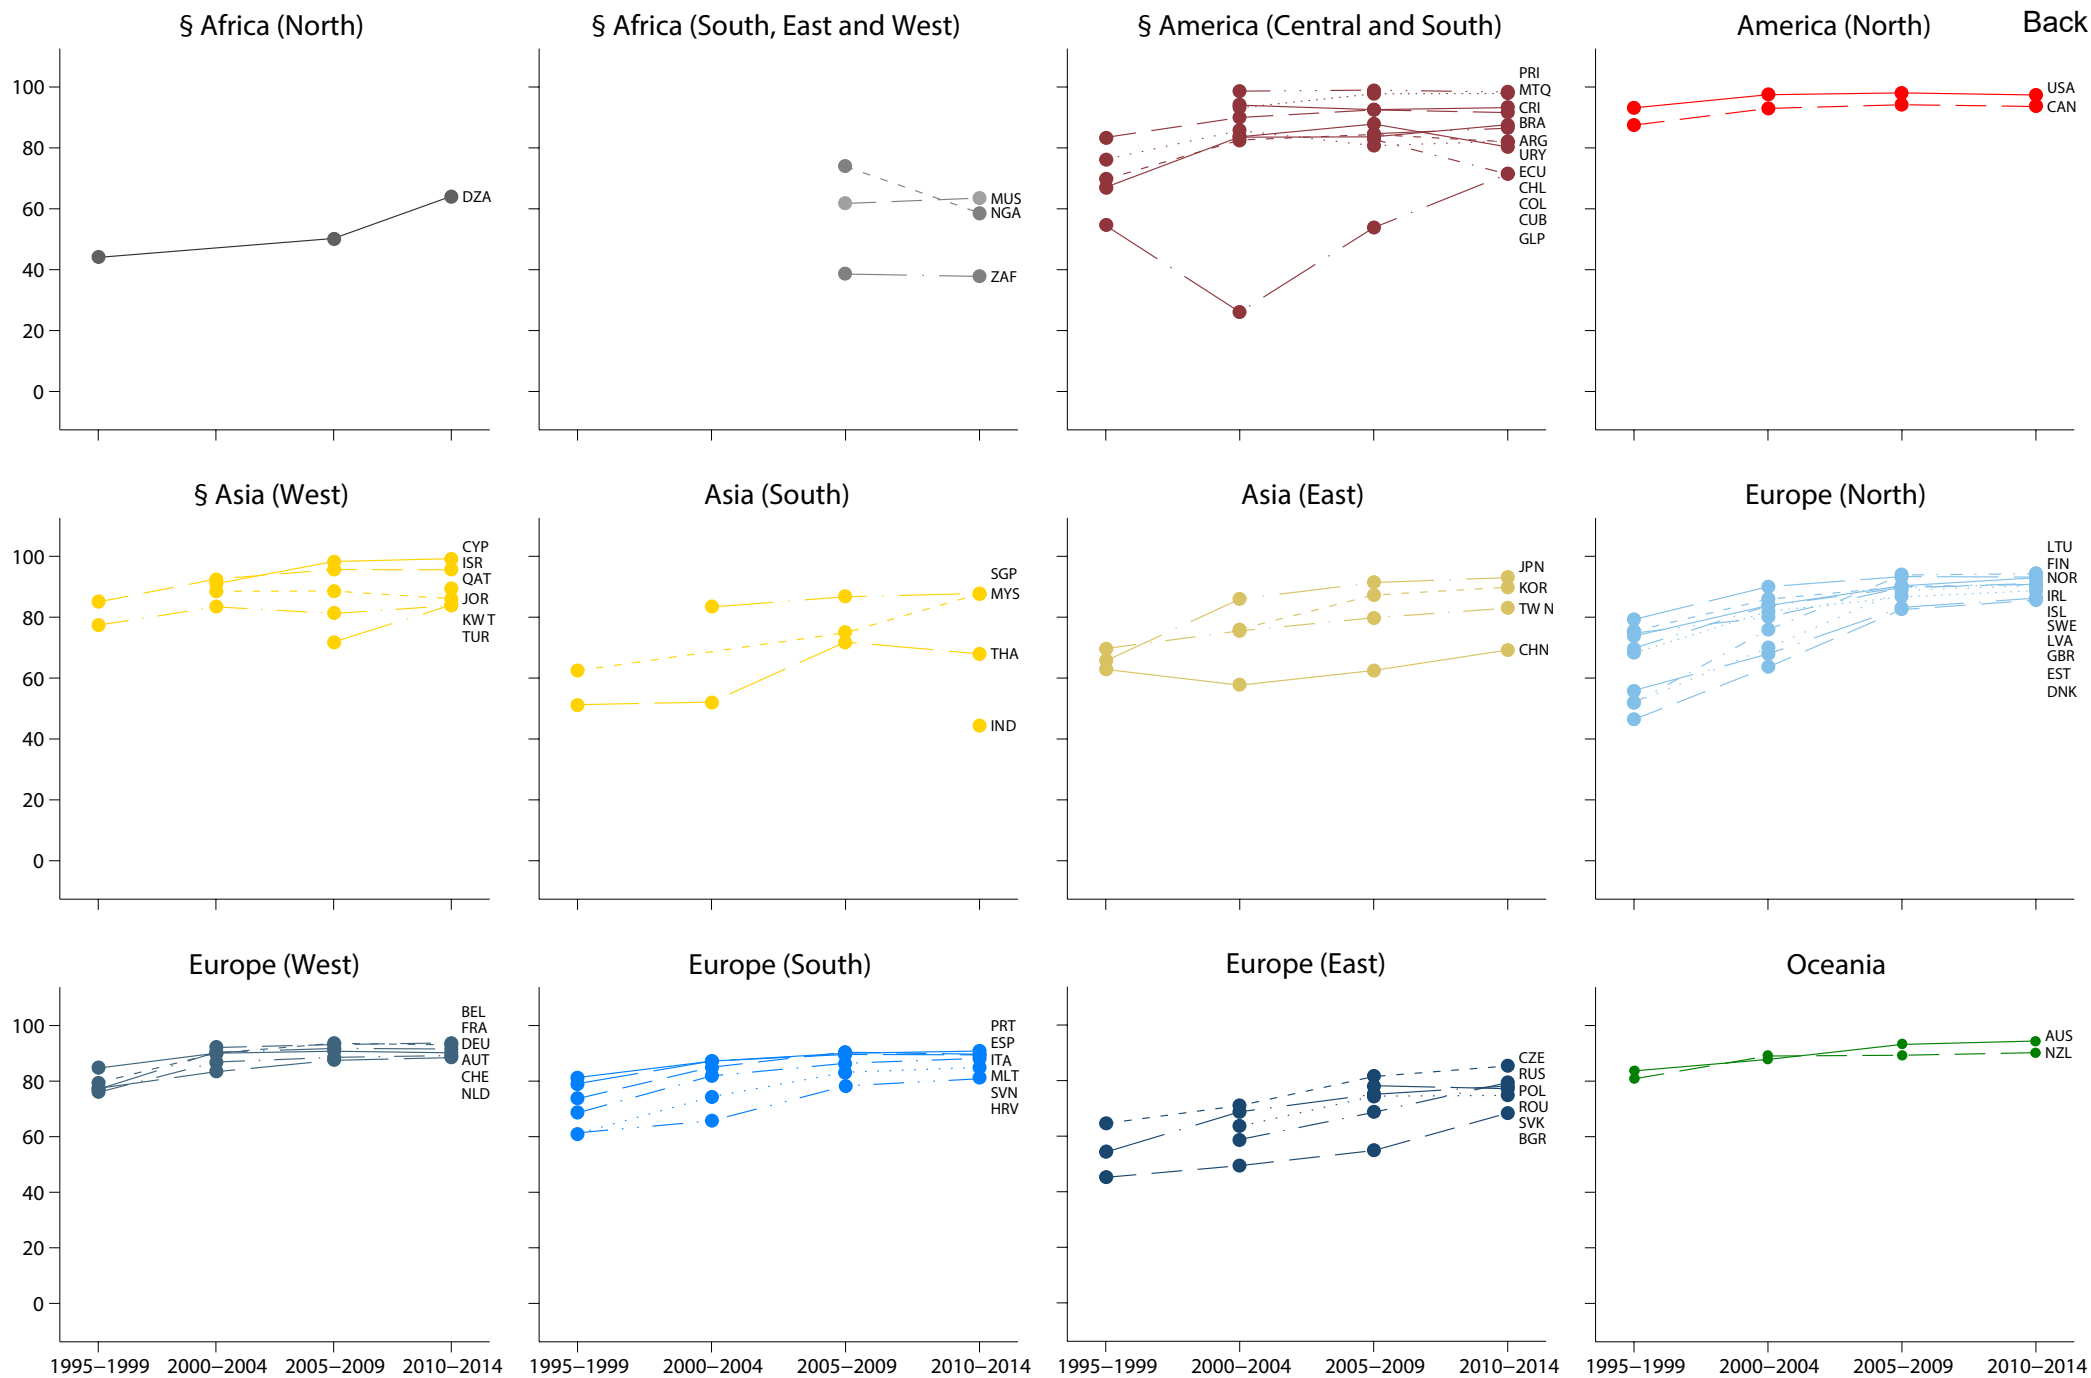 Back
§ Africa (North)
§ Africa (South, East and West)
§ America (Central and South)
America (North)
100
80
60
40
20
0
DZA
MUS
NGA
ZAF
PRI
MTQ
CRI
BRA
ARG
URY
ECU
CHL
COL
CUB
GLP
USA
CAN
§ Asia (West)
Asia (South)
Asia (East)
Europe (North)
100
80
60
40
20
0
CYP
ISR
QAT
JOR
KWT
TUR
SGP
MYS
THA
IND
JPN
KOR
TWN
CHN
LTU
FIN
NOR
IRL
ISL
SWE
LVA
GBR
EST
DNK
Europe (West)
Europe (South)
Europe (East)
Oceania
100
80
60
40
20
0
BEL
FRA
DEU
AUT
CHE
NLD
PRT
ESP
ITA
MLT
SVN
HRV
CZE
RUS
POL
ROU
SVK
BGR
AUS
NZL
1995–1999 2000–2004 2005–2009 2010–2014
1995–1999 2000–2004 2005–2009 2010–2014
1995–1999 2000–2004 2005–2009 2010–2014
1995–1999 2000–2004 2005–2009 2010–2014